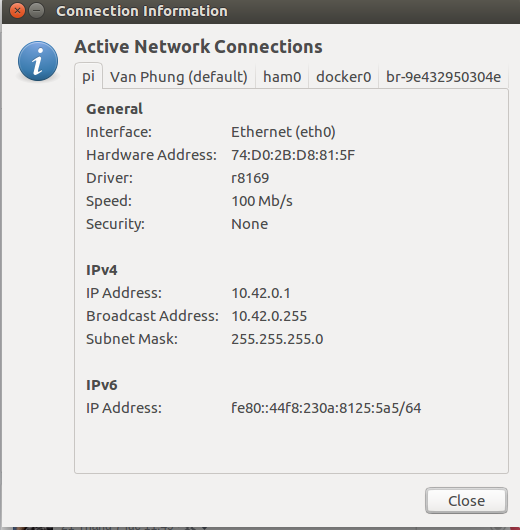 Connection Information
Active Network Connections
pi Van Phung (default) ham0 docker0 br-9e432950304e
General
Interface: Ethernet (eth0)
Hardware Address: 74:D0:2B:D8:81:5F
Driver: r8169
Speed: 100 Mb/s
Security: None
IPv4
IP Address: 10.42.0.1
Broadcast Address: 10.42.0.255
Subnet Mask: 255.255.255.0
IPv6
IP Address: fe80::44f8:230a:8125:5a5/64
Close